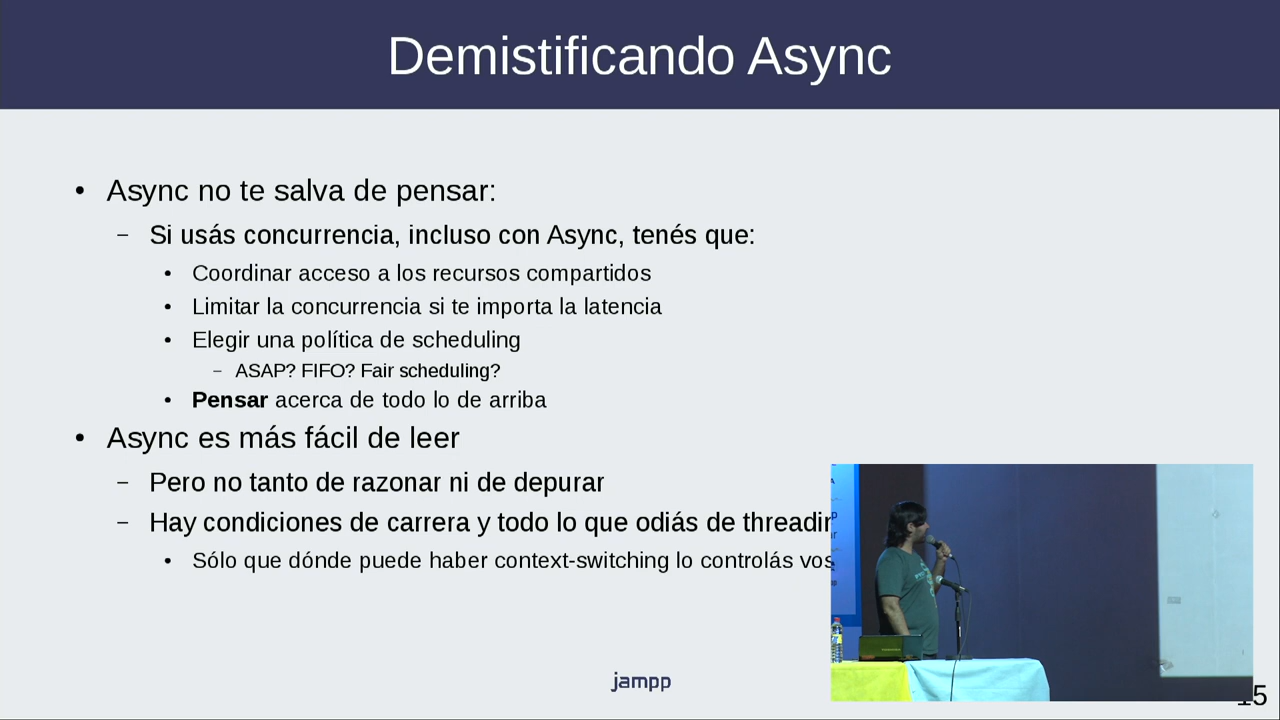 Demistificando Async
• Async no te salva de pensar:
– Si usás concurrencia, incluso con Async, tenés que:
• Coordinar acceso a los recursos compartidos
• Limitar la concurrencia si te importa la latencia
• Elegir una política de scheduling
– ASAP? FIFO? Fair scheduling?
• Pensar acerca de todo lo de arriba
• Async es más fácil de leer
– Pero no tanto de razonar ni de depurar
– Hay condiciones de carrera y todo lo que odiás de
• Sólo que dónde puede haber context-switching lo controlás vos
jampp